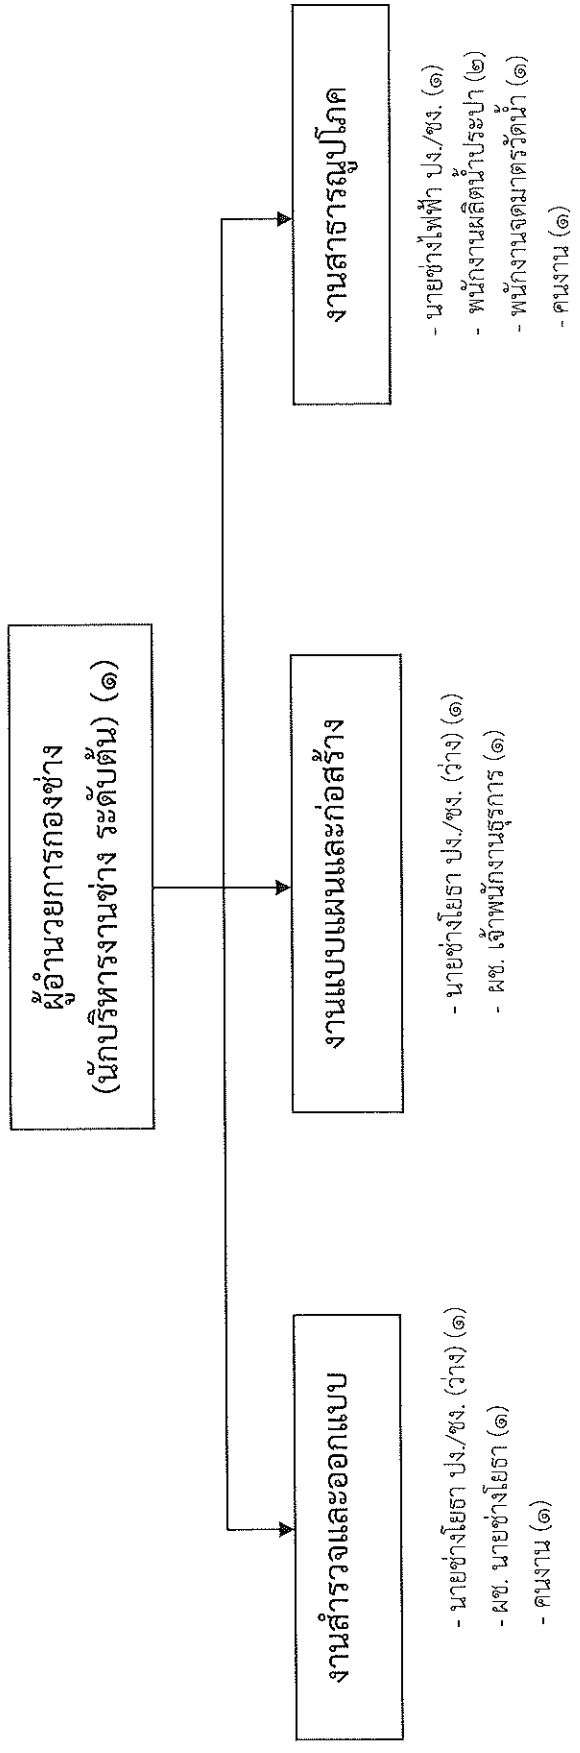 ผู้อำนวยการกองช่าง
(นักบริหารงานช่าง ระดับต้น) (๑)
งานสำรวจและออกแบบ
- นายช่างโยธา ปง./ชง. (ว่าง) (๑)
- ผช. นายช่างโยธา (๑)
- คนงาน (๑)
งานแบบแผนและก่อสร้าง
- นายช่างโยธา ปง./ชง. (ว่าง) (๑)
- ผช. เจ้าพนักงานธุรการ (๑)
งานสาธารณูปโภค
- นายช่างไฟฟ้า ปง./ชง. (๑)
- พนักงานผลิตน้ำประปา (๒)
- พนักงานจดมาตรวัดน้ำ (๑)
- คนงาน (๑)